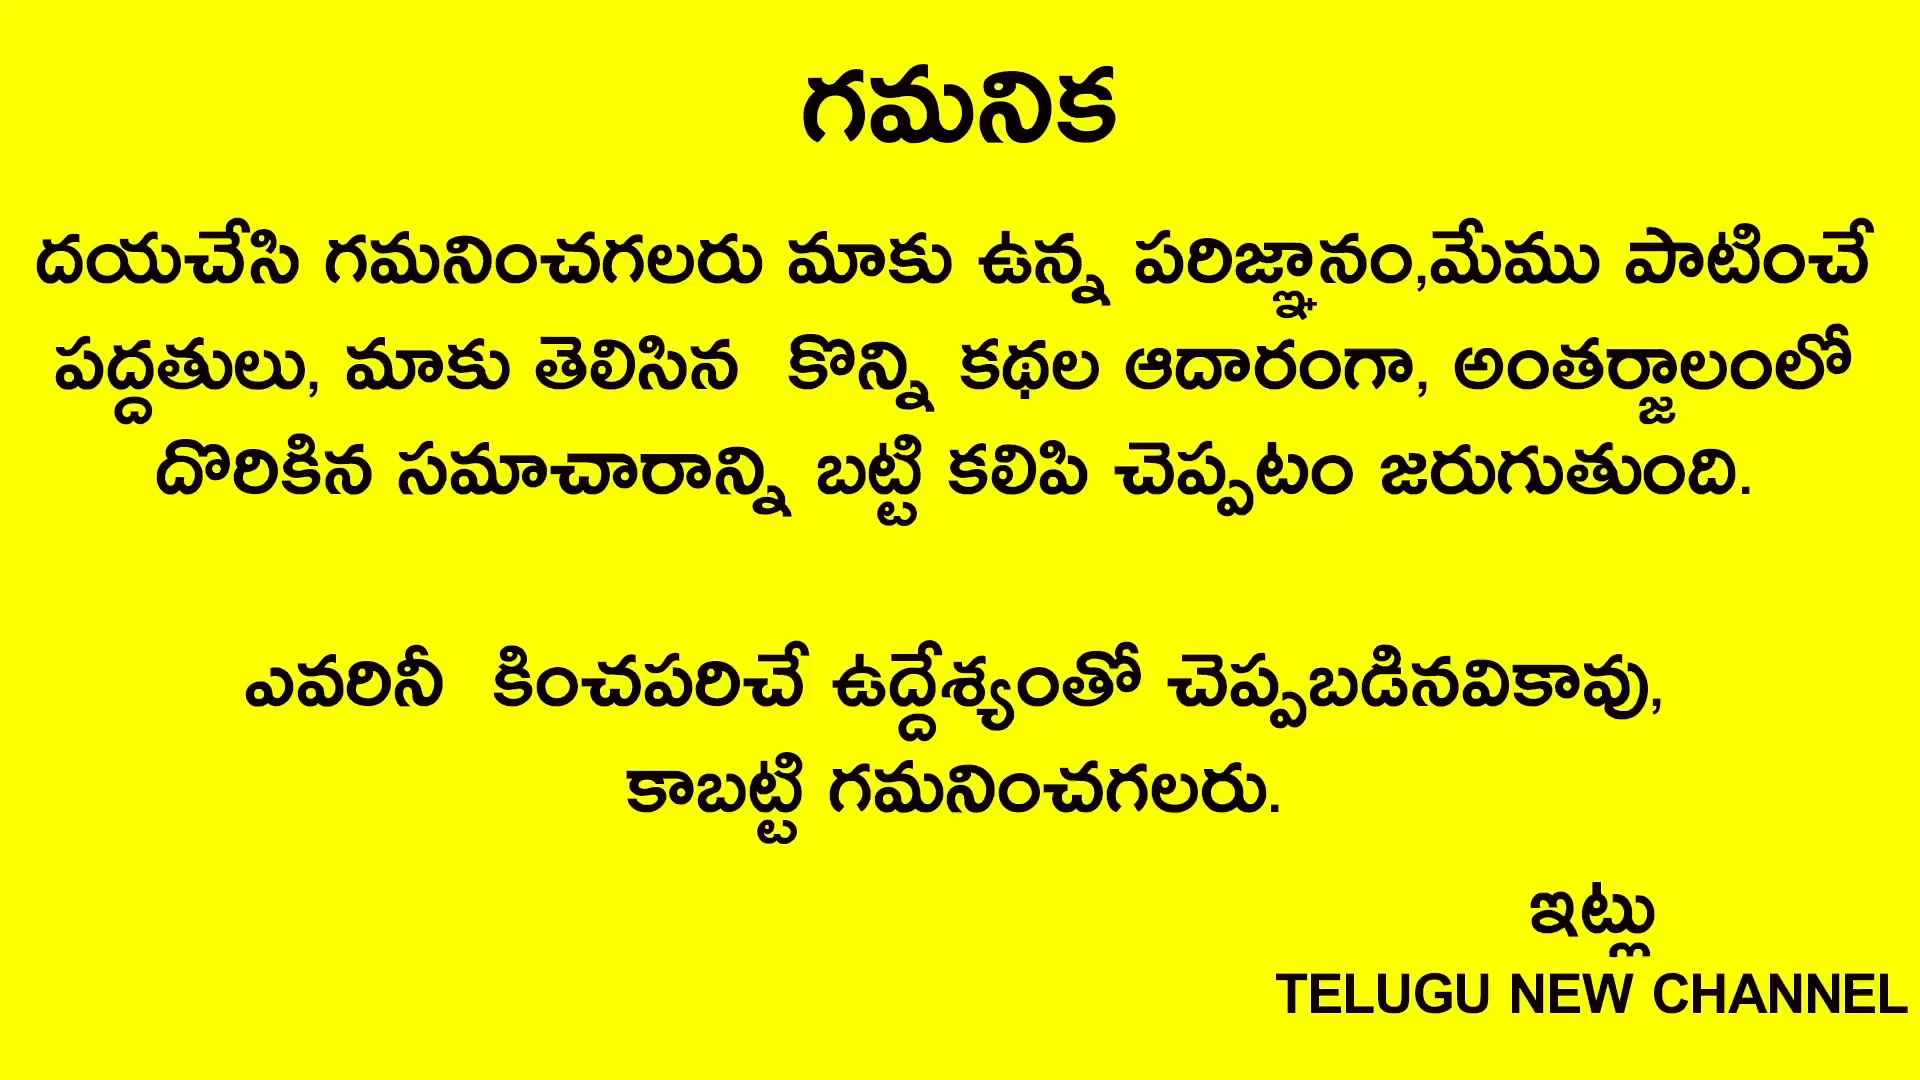 గమనిక
దయచేసి గమనించగలరు మాకు ఉన్న పరిజ్ఞానం,మేము పాటించే
పద్దతులు, మాకు తెలిసిన కొన్ని కథల ఆదారంగా, అంతర్జాలంలో
దొరికిన సమాచారాన్ని బట్టి కలిపి చెప్పటం జరుగుతుంది.
ఎవరినీ కించపరిచే ఉద్దేశ్యంతో చెప్పబడినవికావు,
కాబట్టి గమనించగలరు.
ఇట్లు
TELUGU NEW CHANNEL